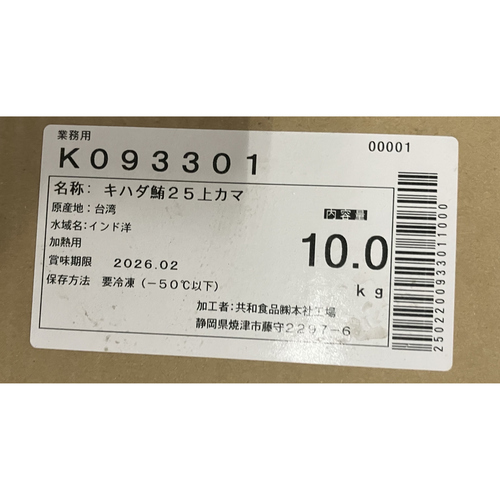 業務用
K093301
00001
名称: キハダ鮪25上カマ
原産地:台湾
水域名:インド洋
加熱用
賞味期限 2026.02
保存方法 要冷凍(-50℃以下)
内容量
10.0
kg
加工者:共和食品㈱本社工場
静岡県焼津市藤守2297-6
2502200933011000